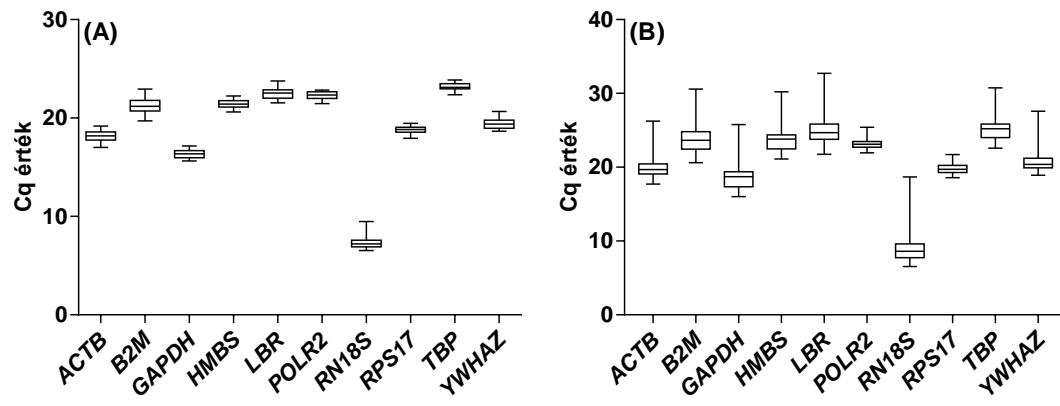 (A)
Cq érték
30
20
10
0
ACTB
B2M
GAPDH
HMBS
LBR
POLR2
RN18S
RPS17
TBP
YWHAZ
(B)
Cq érték
40
30
20
10
0
ACTB
B2M
GAPDH
HMBS
LBR
POLR2
RN18S
RPS17
TBP
YWHAZ